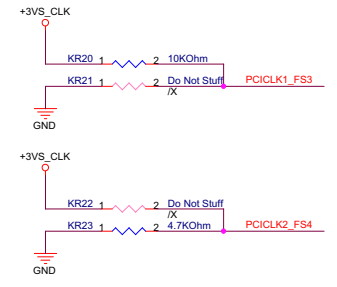 +3VS_CLK
KR20 1 2 10KOhm
KR21 1 2 Do Not Stuff PCICLK1_FS3
/X
GND
+3VS_CLK
KR22 1 2 Do Not Stuff
/X
KR23 1 2 4.7KOhm PCICLK2_FS4
GND